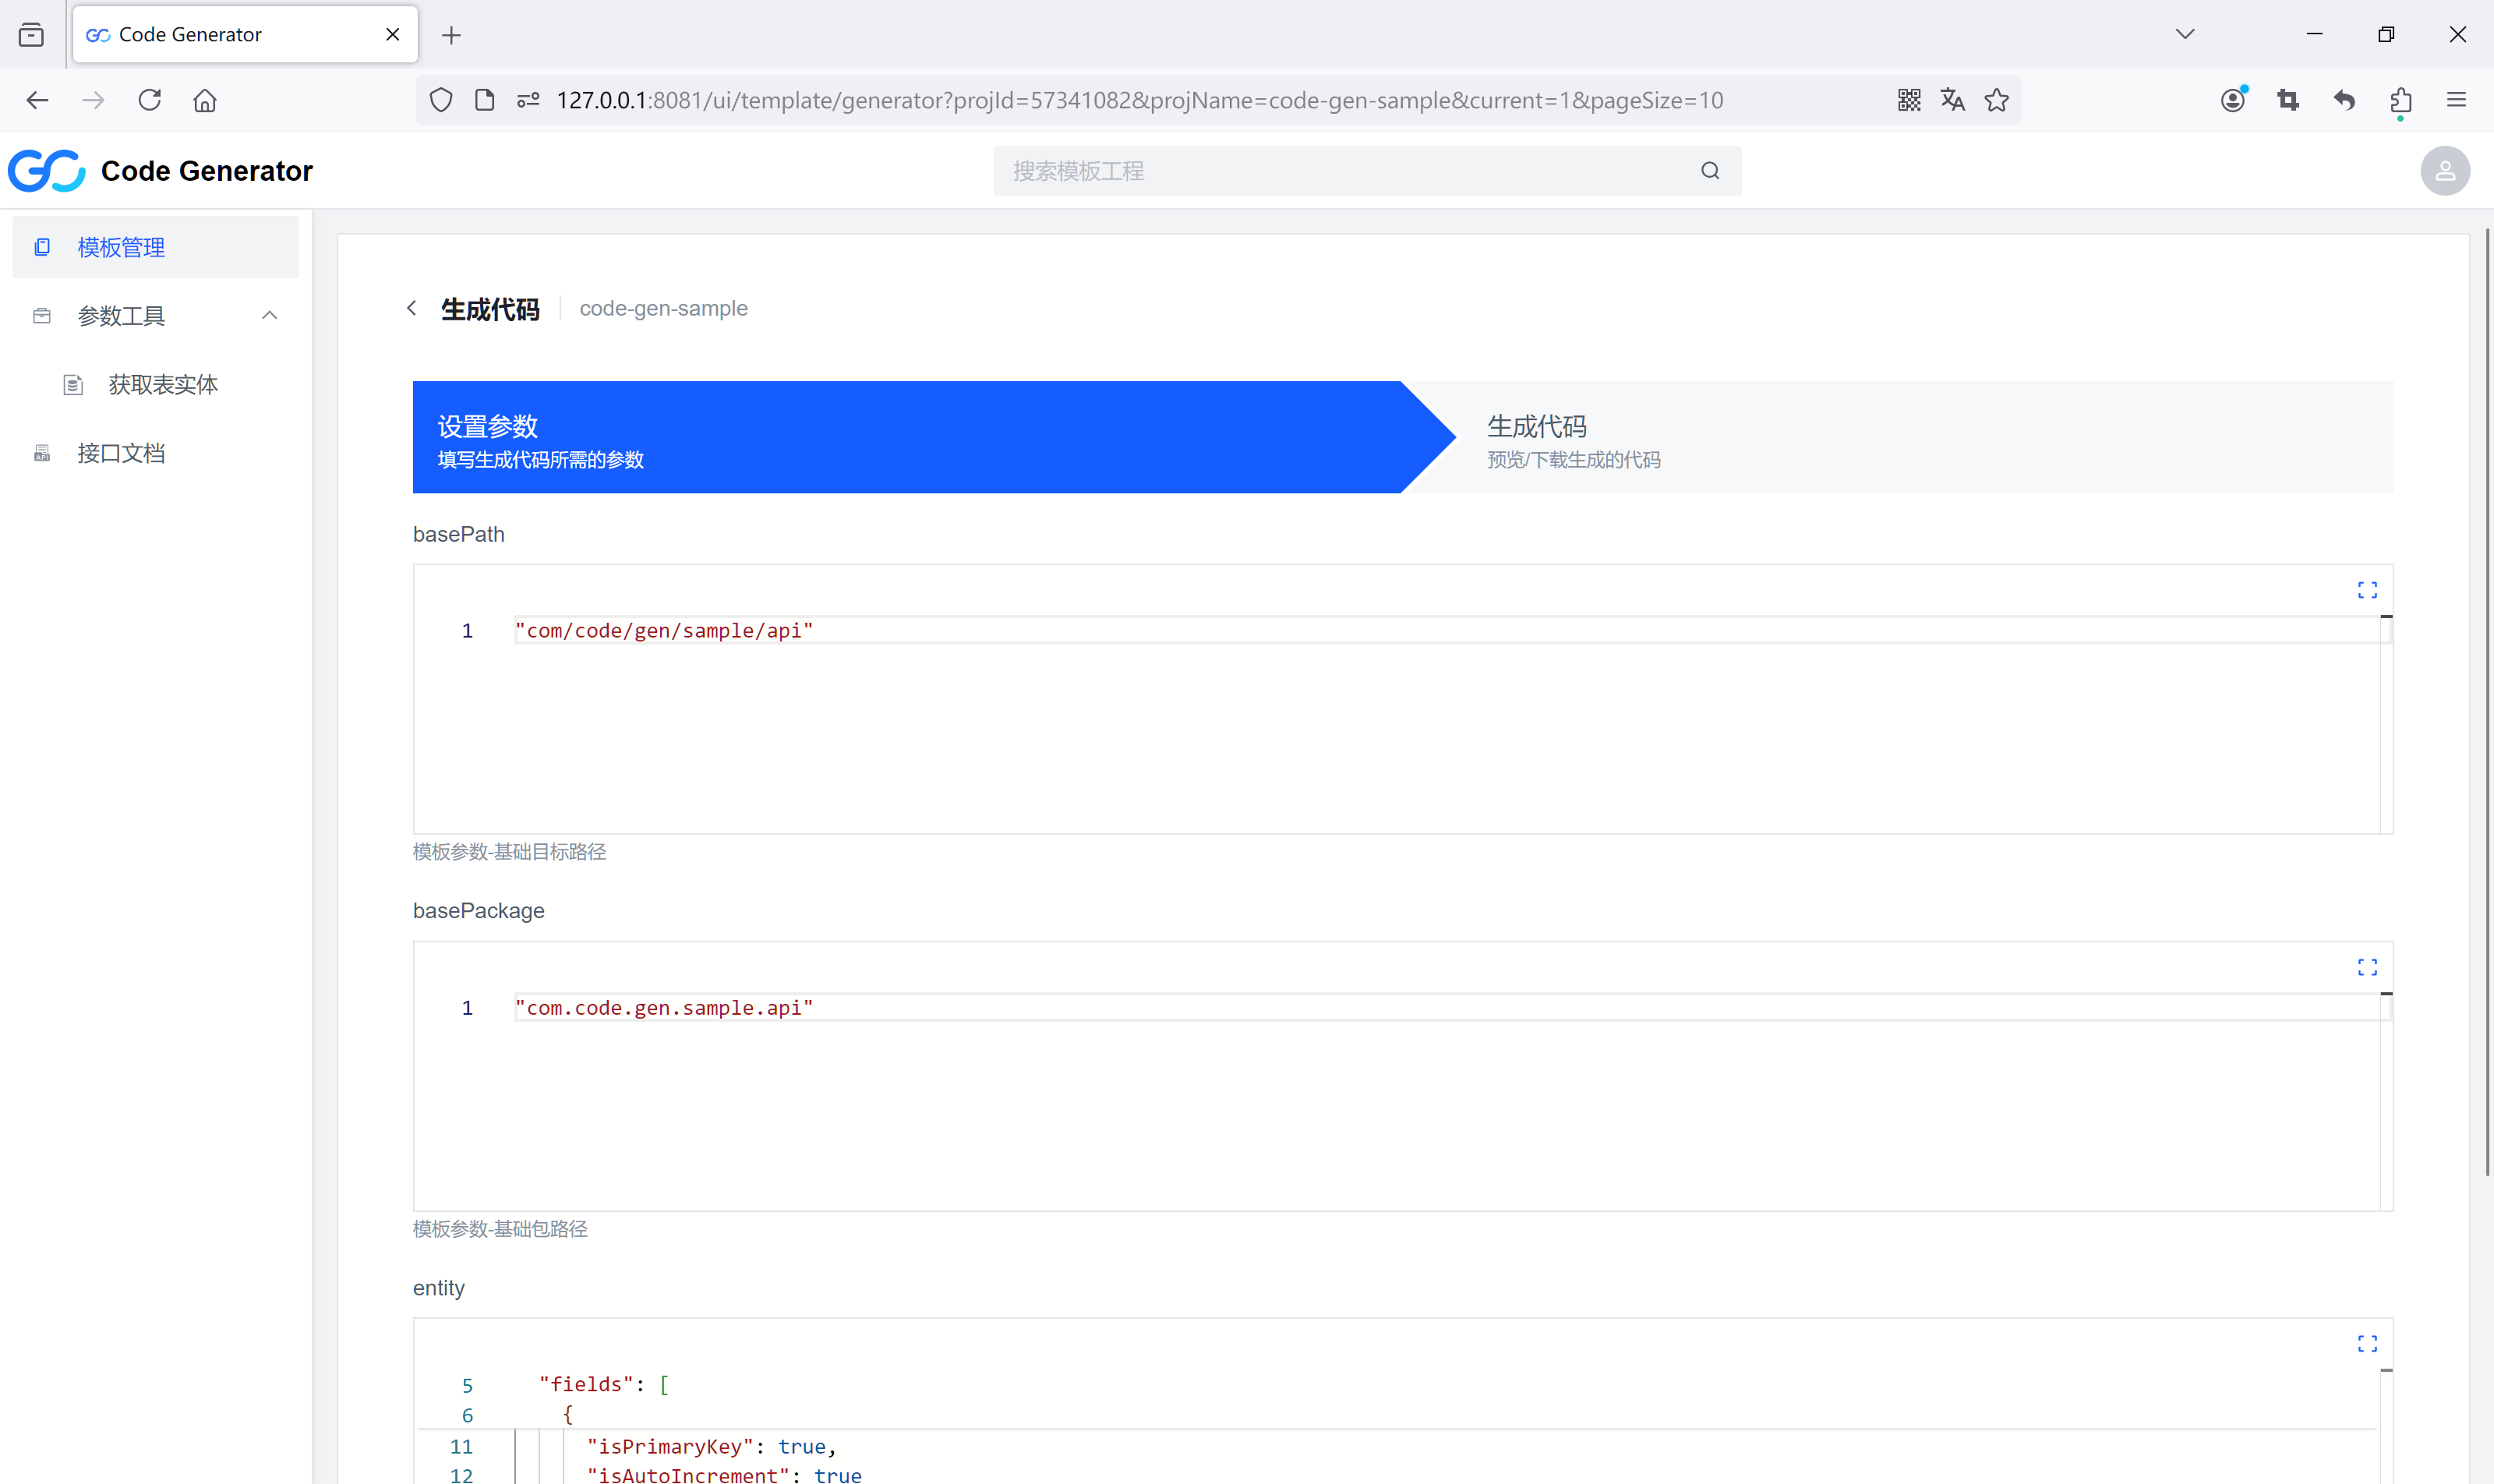 Code Generator
127.0.0.1:8081/ui/template/generator?projId=57341082&projName=code-gen-sample&current=1&pageSize=10
Code Generator
搜索模板工程
模板管理
参数工具
获取表实体
接口文档
生成代码
code-gen-sample
设置参数
填写生成代码所需的参数
生成代码
预览/下载生成的代码
basePath
1 "com/code/gen/sample/api"
模板参数-基础目标路径
basePackage
1 "com.code.gen.sample.api"
模板参数-基础包路径
entity
5 "fields": [
6 {
11 "isPrimaryKey": true,
12 "isAutoIncrement": true